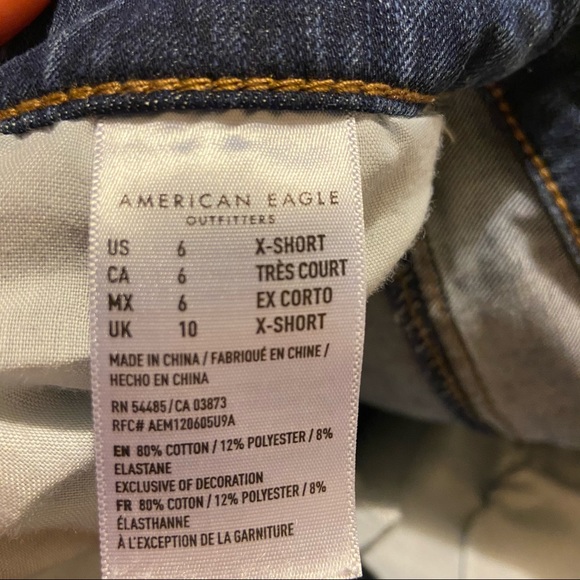 AMERICAN EAGLE
OUTFITTERS
US 6 X-SHORT
CA 6 TRÈS COURT
MX 6 EX CORTO
UK 10 X-SHORT
MADE IN CHINA / FABRIQUÉ EN CHINE /
HECHO EN CHINA
RN 54485/CA 03873
RFC# AEM120605U9A
EN 80% COTTON / 12% POLYESTER / 8%
ELASTANE
EXCLUSIVE OF DECORATION
FR 80% COTON / 12% POLYESTER / 8%
ÉLASTHANNE
À L'EXCEPTION DE LA GARNITURE